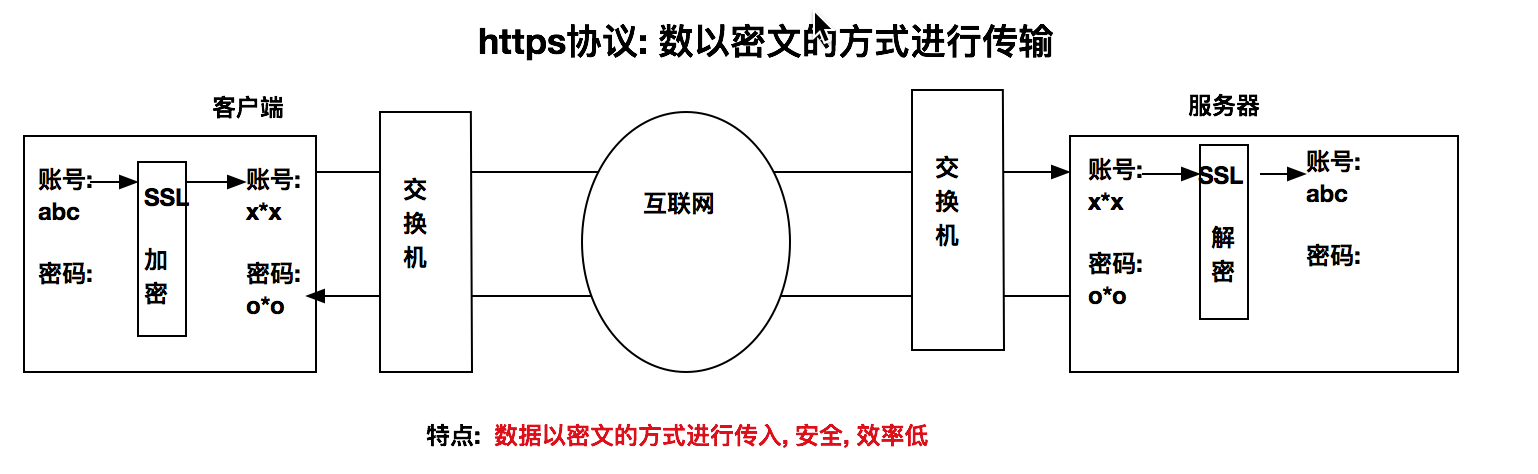 https协议: 数以密文的方式进行传输
客户端
服务器
账号:
abc
密码:
SSL
加
密
账号:
x*x
密码:
o*o
交
换
机
互联网
交
换
机
账号:
x*x
密码:
o*o
SSL
解
密
账号:
abc
密码:
特点: 数据以密文的方式进行传入, 安全, 效率低